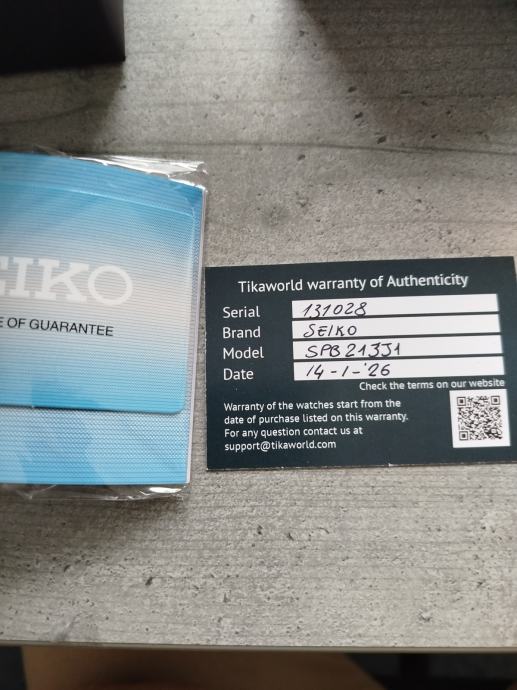 EIKO
E OF GUARANTEE
Tikaworld warranty of Authenticity
Serial 131028
Brand SEIKO
Model SPB213J1
Date 14-1-'26
Check the terms on our website
Warranty of the watches start from the
date of purchase listed on this warranty.
For any question contact us at
support@tikaworld.com